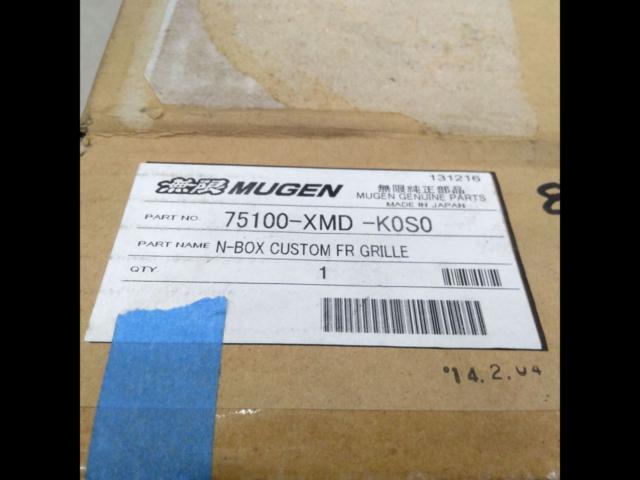 131216
無限 MUGEN 無限純正部品
MUGEN GENUINE PARTS
MADE IN JAPAN
PART NO. 75100-XMD -K0S0
PART NAME N-BOX CUSTOM FR GRILLE
QTY. 1
'14.2.04